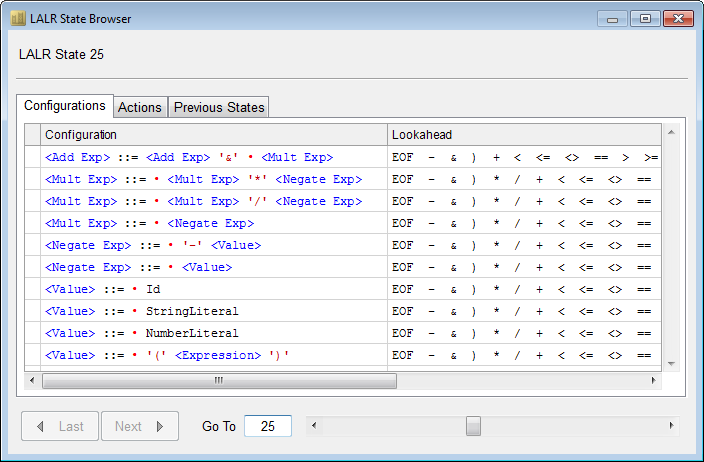 LALR State Browser
LALR State 25
Configurations Actions Previous States
Configuration Lookahead
<Add Exp> ::= <Add Exp> '&' • <Mult Exp> EOF - & ) + < <= <> == > >=
<Mult Exp> ::= • <Mult Exp> '*' <Negate Exp> EOF - & ) * / + < <= <> ==
<Mult Exp> ::= • <Mult Exp> '/' <Negate Exp> EOF - & ) * / + < <= <> ==
<Mult Exp> ::= • <Negate Exp> EOF - & ) * / + < <= <> ==
<Negate Exp> ::= • '-' <Value> EOF - & ) * / + < <= <> ==
<Negate Exp> ::= • <Value> EOF - & ) * / + < <= <> ==
<Value> ::= • Id EOF - & ) * / + < <= <> ==
<Value> ::= • StringLiteral EOF - & ) * / + < <= <> ==
<Value> ::= • NumberLiteral EOF - & ) * / + < <= <> ==
<Value> ::= • '(' <Expression> ')' EOF - & ) * / + < <= <> ==
Last Next Go To 25